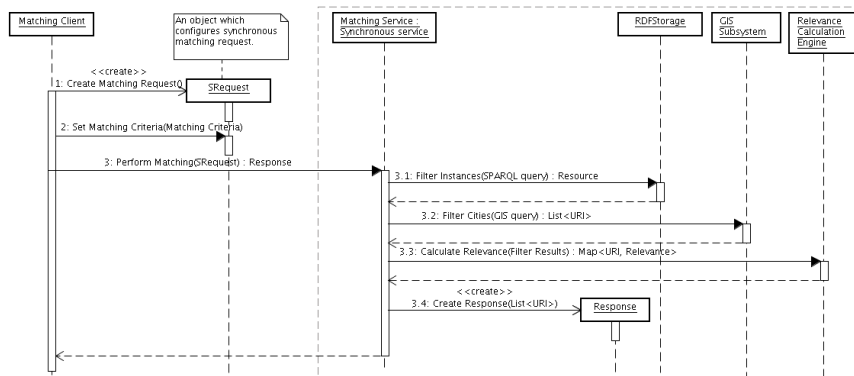 Matching Client
An object which
configures synchronous
matching request.
Matching Service :
Synchronous service
RDFStorage
GIS
Subsystem
Relevance
Calculation
Engine
<<create>>
1: Create Matching Request()
SRequest
2: Set Matching Criteria(Matching Criteria)
3: Perform Matching(SRequest) : Response
3.1: Filter Instances(SPARQL query) : Resource
3.2: Filter Cities(GIS query) : List<URI>
3.3: Calculate Relevance(Filter Results) : Map<URI, Relevance>
<<create>>
3.4: Create Response(List<URI>)
Response